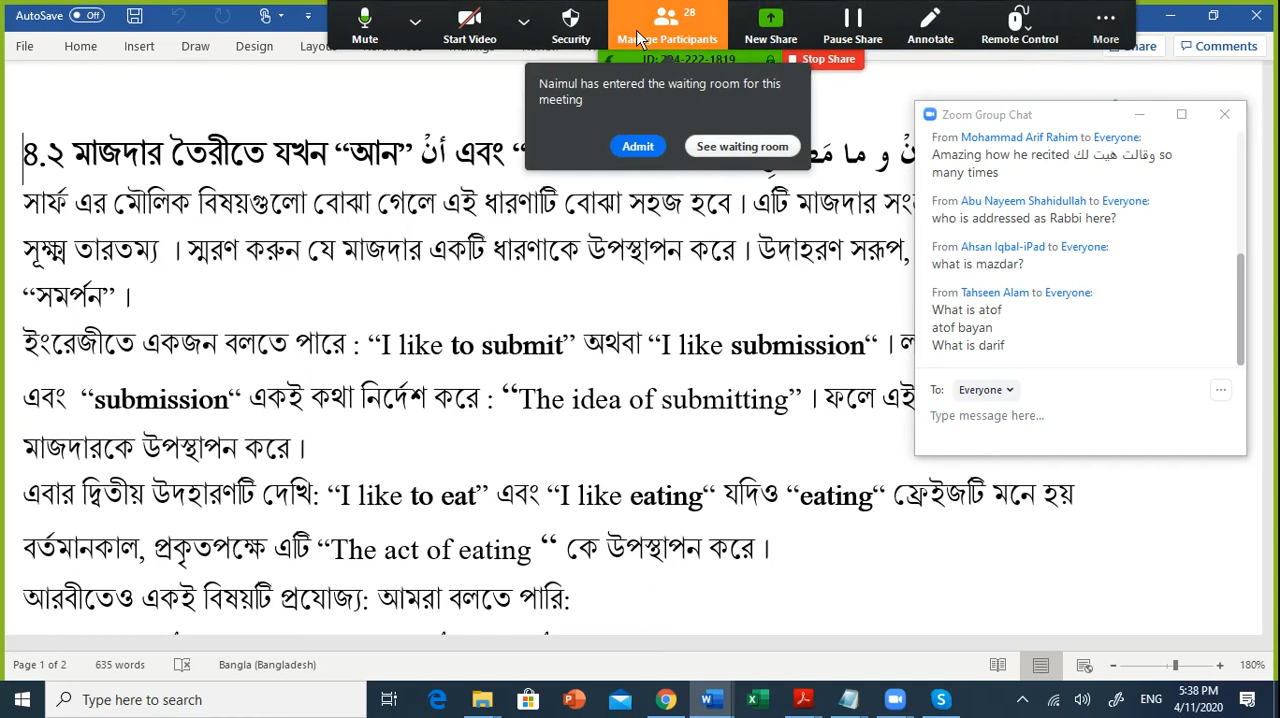 AutoSave Off
28
Mute
Start Video
Security
Manage Participants
New Share
Pause Share
Annotate
Remote Control
More
File
Home
Insert
Draw
Design
Share
Comments
Stop Share
Naimul has entered the waiting room for this
meeting
Admit
See waiting room
Zoom Group Chat
From Mohammad Arif Rahim to Everyone:
Amazing how he recited وقالت هيت لك so
many times
From Abu Nayeem Shahidullah to Everyone:
who is addressed as Rabbi here?
From Ahsan Iqbal-iPad to Everyone:
what is mazdar?
From Tahseen Alam to Everyone:
What is atof
atof bayan
What is darif
To: Everyone
Type message here...
8.২ মাজদার তৈরীতে যখন “আন” أنْ এবং “
সার্ফ এর মৌলিক বিষয়গুলো বোঝা গেলে এই ধারণাটি বোঝা সহজ হবে। এটি মাজদার
সূক্ষ্ম তারতম্য । স্মরণ করুন যে মাজদার একটি ধারণাকে উপস্থাপন করে। উদাহরণ সরূপ,
“সমর্পন”।
ইংরেজীতে একজন বলতে পারে : “I like to submit” অথবা “I like submission“ ।
এবং “submission“ একই কথা নির্দেশ করে : “The idea of submitting”। ফলে এই
মাজদারকে উপস্থাপন করে।
এবার দ্বিতীয় উদহারণটি দেখি: “I like to eat” এবং “I like eating“ যদিও “eating“ ফ্রেইজটি মনে হয়
বর্তমানকাল, প্রকৃতপক্ষে এটি “The act of eating “ কে উপস্থাপন করে।
আরবীতেও একই বিষয়টি প্রযোজ্য: আমরা বলতে পারি:
Page 1 of 2
635 words
Bangla (Bangladesh)
180%
Type here to search
ENG
5:38 PM
4/11/2020